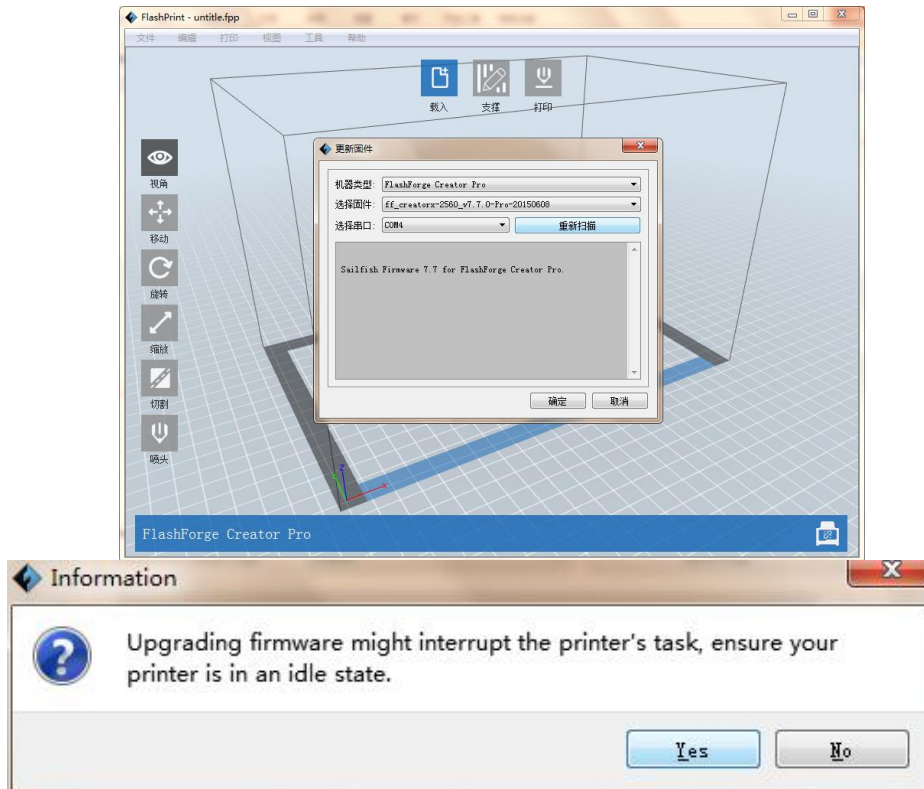 FlashPrint - untitle.fpp
文件 编辑 打印 视图 工具 帮助
载入 支撑 打印
视角
移动
旋转
缩放
切割
喷头
更新固件
机器类型: FlashForge Creator Pro
选择固件: ff_creatorx-2560_v7.7.0-Pro-20150608
选择串口: COM4 重新扫描
Sailfish Firmware 7.7 for FlashForge Creator Pro.
确定 取消
Z
X
FlashForge Creator Pro
Information
Upgrading firmware might interrupt the printer's task, ensure your
printer is in an idle state.
Yes No